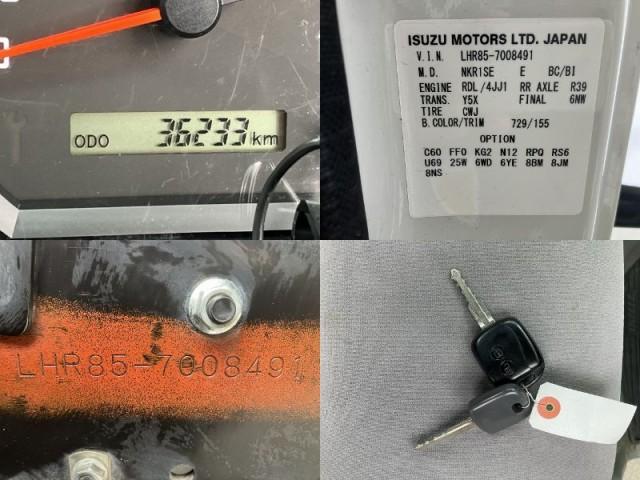 ODO 36,233 km
ISUZU MOTORS LTD. JAPAN
V.I.N. LHR85-7008491
M.D. NKR1SE E BC/BI
ENGINE RDL/4JJ1 RR AXLE R39
TRANS. Y5X FINAL 6NW
TIRE CWJ
B.COLOR/TRIM 729/155
OPTION
C60 FF0 KG2 N12 RPQ RS6
U69 25W 6WD 6YE 8BM 8JM
8NS
LHR85-7008491